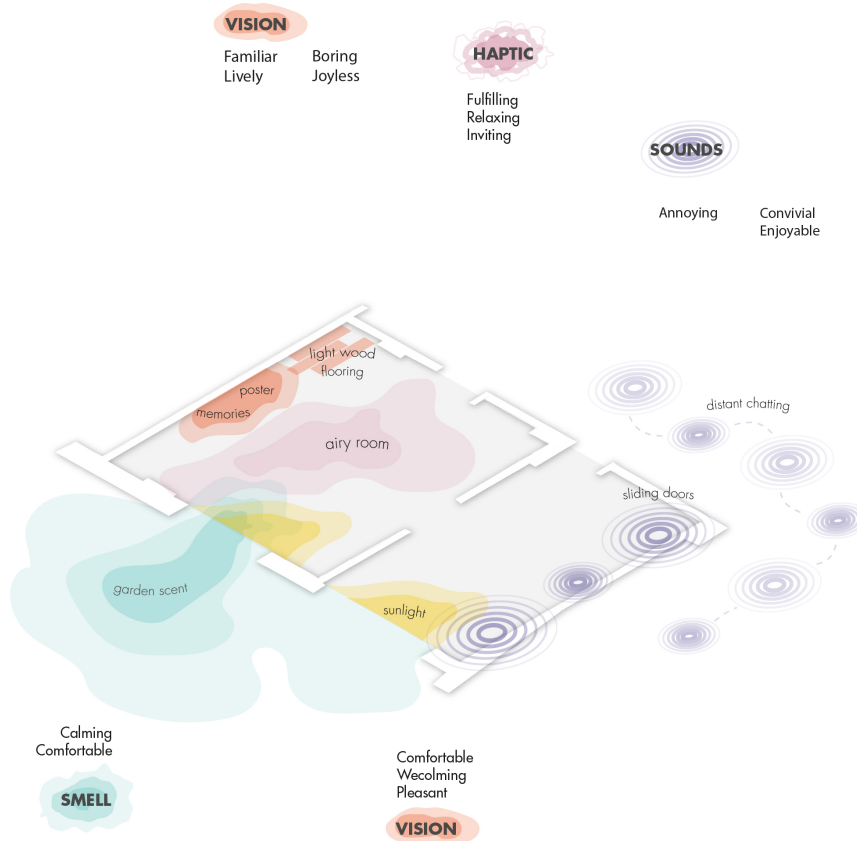 VISION
Familiar
Lively
Boring
Joyless
HAPTIC
Fulfilling
Relaxing
Inviting
SOUNDS
Annoying
Convivial
Enjoyable
light wood
flooring
poster
memories
airy room
distant chatting
sliding doors
garden scent
sunlight
Calming
Comfortable
SMELL
Comfortable
Wecolming
Pleasant
VISION